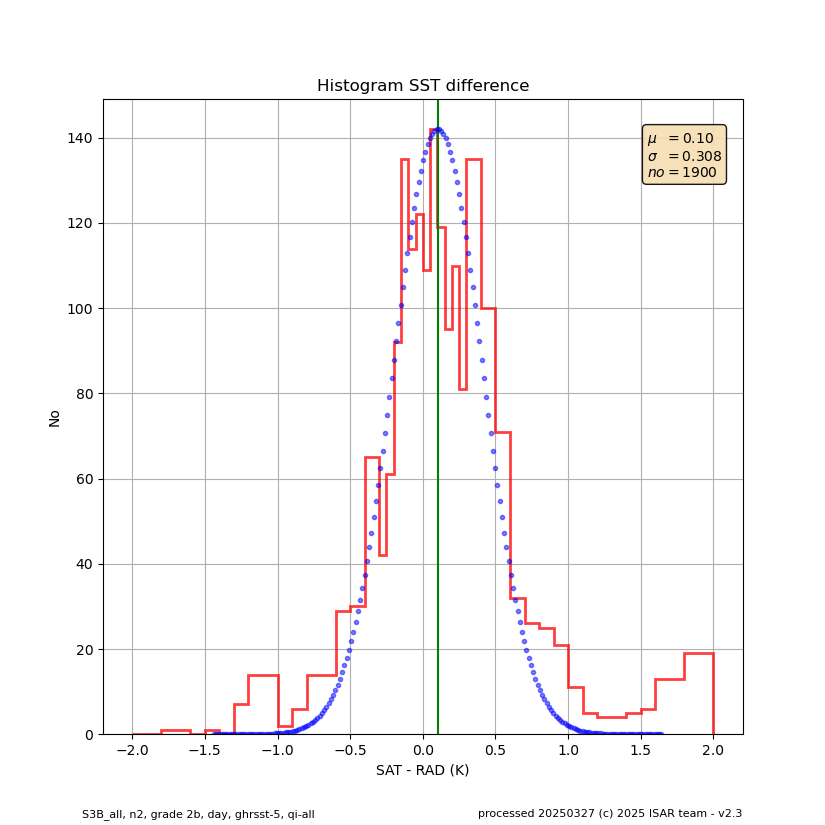 Histogram SST difference
μ = 0.10
σ = 0.308
no = 1900
140
120
100
80
60
40
20
0
No
−2.0 −1.5 −1.0 −0.5 0.0 0.5 1.0 1.5 2.0
SAT - RAD (K)
S3B_all, n2, grade 2b, day, ghrsst-5, qi-all processed 20250327 (c) 2025 ISAR team - v2.3